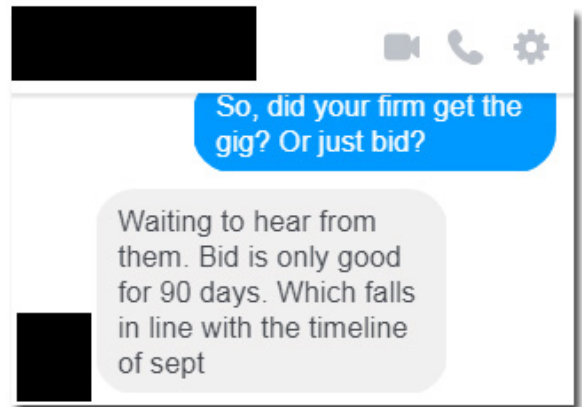 So, did your firm get the
gig? Or just bid?
Waiting to hear from
them. Bid is only good
for 90 days. Which falls
in line with the timeline
of sept